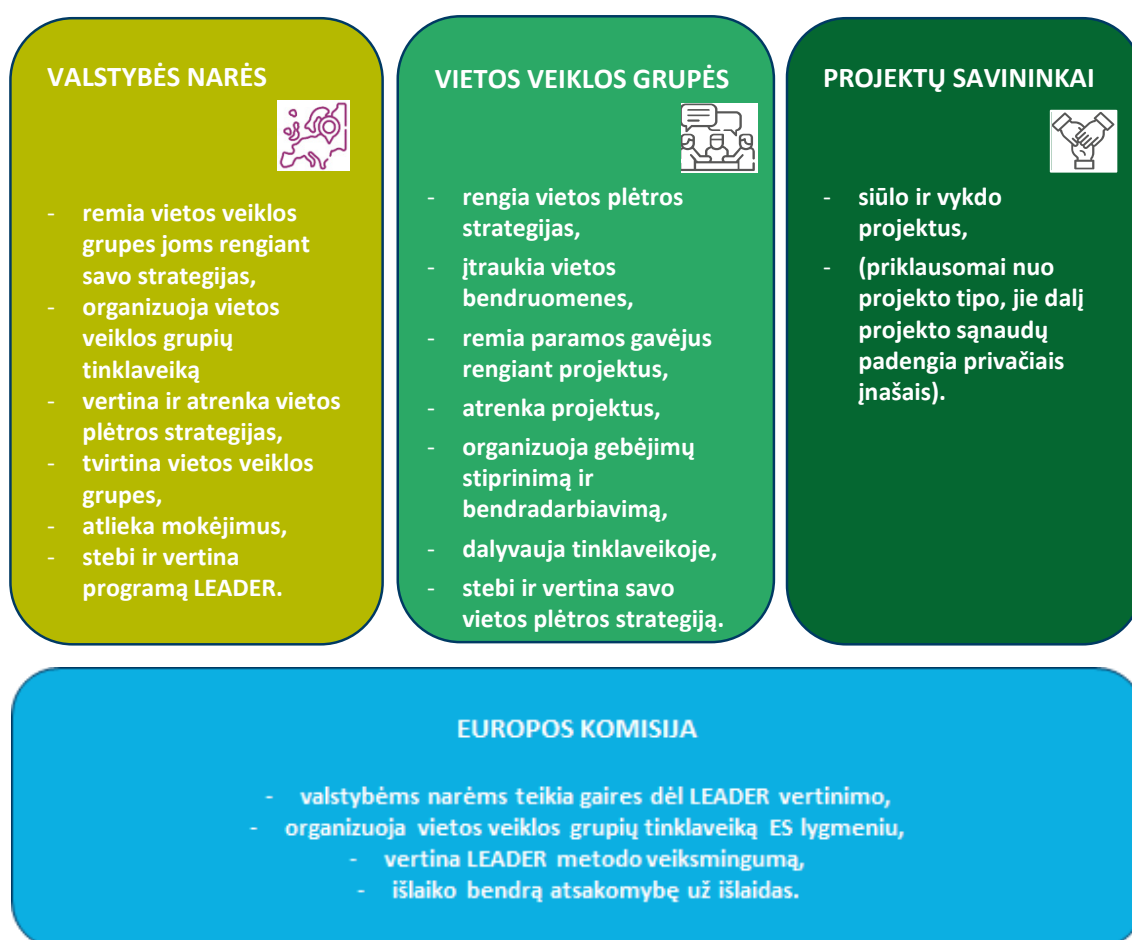 VALSTYBĖS NARĖS
- remia vietos veiklos
grupes joms rengiant
savo strategijas,
- organizuoja vietos
veiklos grupių
tinklaveiką
- vertina ir atrenka vietos
plėtros strategijas,
- tvirtina vietos veiklos
grupes,
- atlieka mokėjimus,
- stebi ir vertina
programą LEADER.
VIETOS VEIKLOS GRUPĖS
- rengia vietos plėtros
strategijas,
- įtraukia vietos
bendruomenes,
- remia paramos gavėjus
rengiant projektus,
- atrenka projektus,
- organizuoja gebėjimų
stiprinimą ir
bendradarbiavimą,
- dalyvauja tinklaveikoje,
- stebi ir vertina savo
vietos plėtros strategiją.
PROJEKTŲ SAVININKAI
- siūlo ir vykdo
projektus,
- (priklausomai nuo
projekto tipo, jie dalį
projekto sąnaudų
padengia privačiais
įnašais).
EUROPOS KOMISIJA
- valstybėms narėms teikia gaires dėl LEADER vertinimo,
- organizuoja vietos veiklos grupių tinklaveiką ES lygmeniu,
- vertina LEADER metodo veiksmingumą,
- išlaiko bendrą atsakomybę už išlaidas.